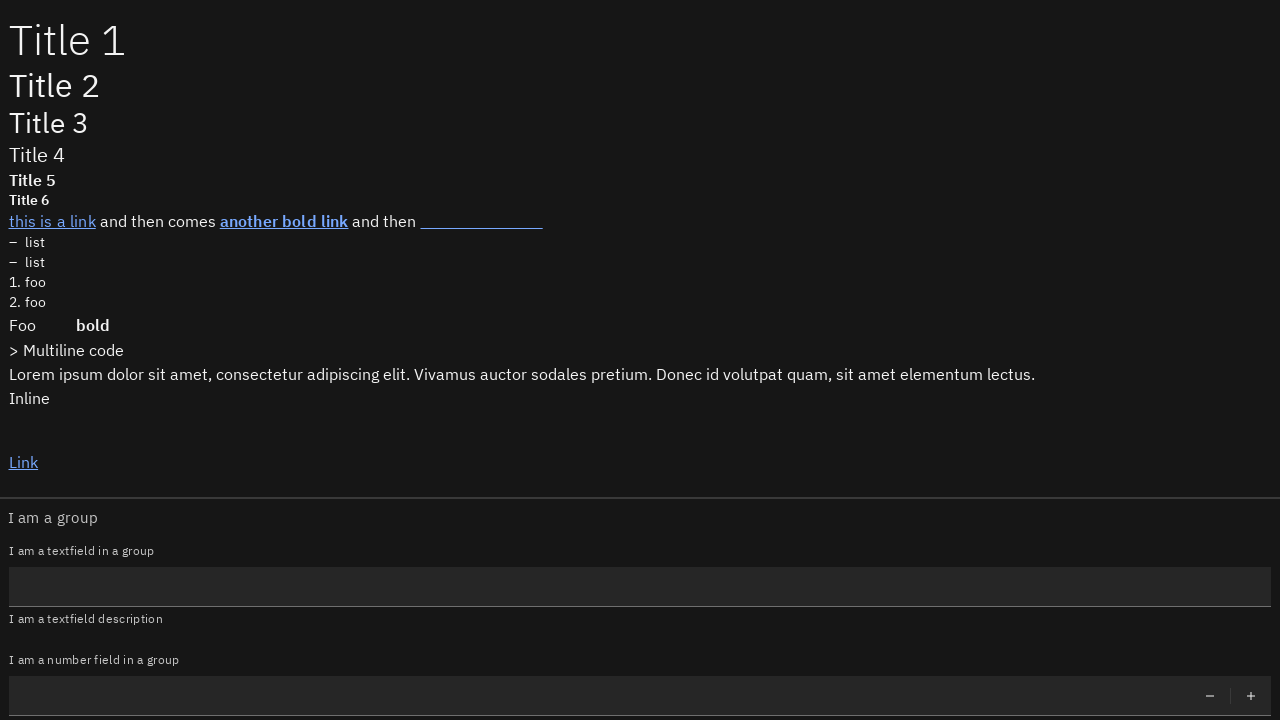 Title 1
Title 2
Title 3
Title 4
Title 5
Title 6
this is a link and then comes another bold link and then
– list
– list
1. foo
2. foo
Foo bold
> Multiline code
Lorem ipsum dolor sit amet, consectetur adipiscing elit. Vivamus auctor sodales pretium. Donec id volutpat quam, sit amet elementum lectus.
Inline
Link
I am a group
I am a textfield in a group
I am a textfield description
I am a number field in a group